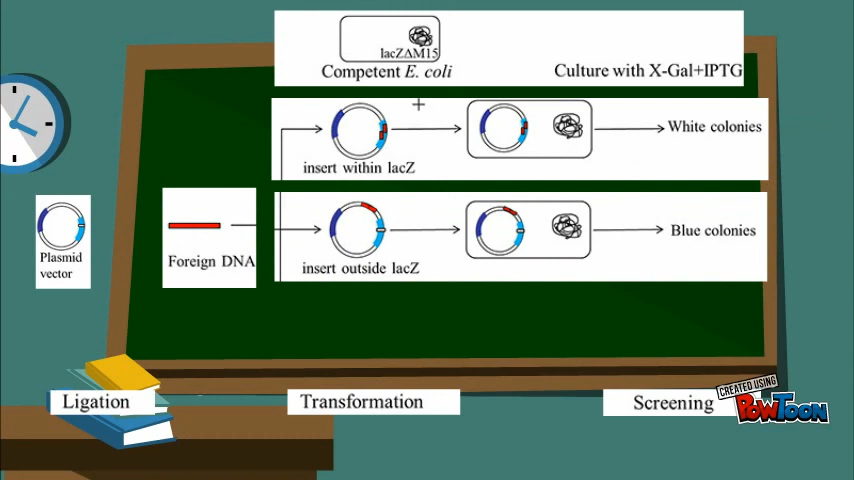 lacZΔM15
Competent E. coli
Culture with X-Gal+IPTG
+
White colonies
insert within lacZ
Plasmid
vector
Foreign DNA
Blue colonies
insert outside lacZ
Ligation
Transformation
Screening
CREATED USING
POWTOON